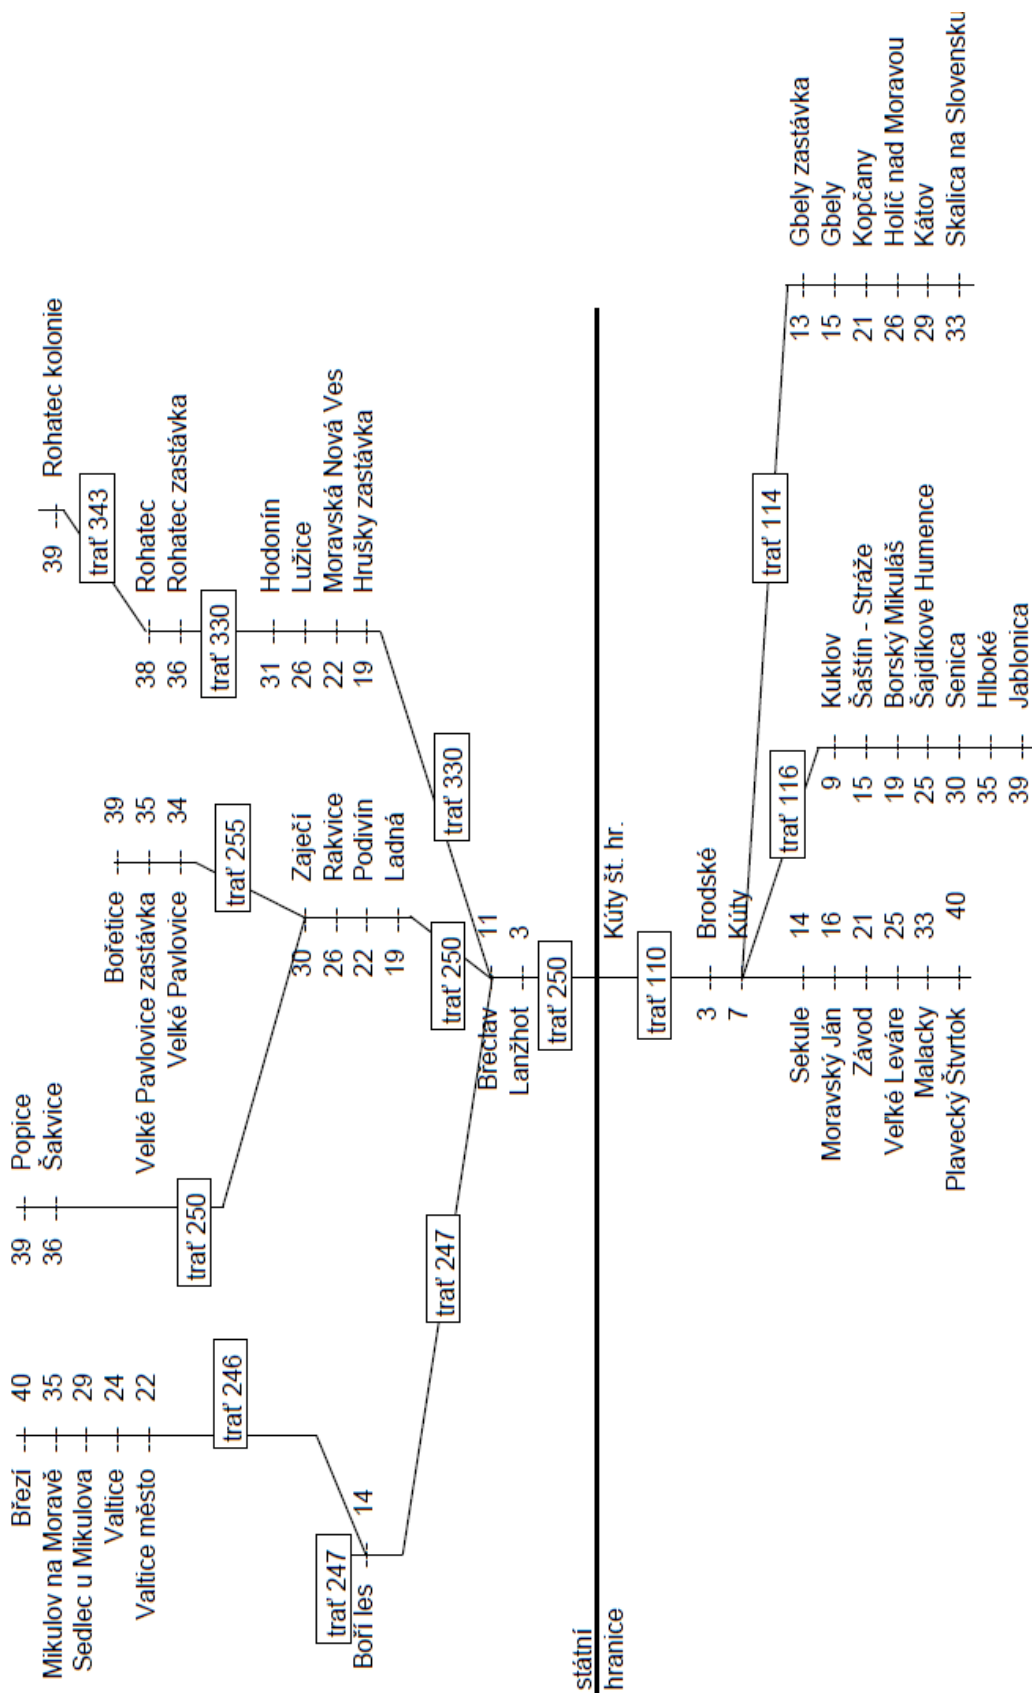 Březí 40
Mikulov na Moravě 35
Sedlec u Mikulova 29
Valtice 24
Valtice město 22
trať 246
trať 247
Boří les 14
39 Popice
36 Šakvice
trať 250
Bořetice 39
Velké Pavlovice zastávka 35
Velké Pavlovice 34
trať 255
30 Zaječí
26 Rakvice
22 Podivín
19 Ladná
trať 250
39 Rohatec kolonie
trať 343
38 Rohatec
36 Rohatec zastávka
trať 330
31 Hodonín
26 Lužice
22 Moravská Nová Ves
19 Hrušky zastávka
trať 330
trať 247
Břeclav 11
Lanžhot 3
trať 250
státní
hranice
Kúty št. hr.
trať 110
3 Brodské
7 Kúty
Sekule 14
Moravský Ján 16
Závod 21
Veľké Leváre 25
Malacky 33
Plavecký Štvrtok 40
trať 116
9 Kuklov
15 Šaštín - Stráže
19 Borský Mikuláš
25 Šajdíkove Humence
30 Senica
35 Hlboké
39 Jablonica
trať 114
13 Gbely zastávka
15 Gbely
21 Kopčany
26 Holíč nad Moravou
29 Kátov
33 Skalica na Slovensku